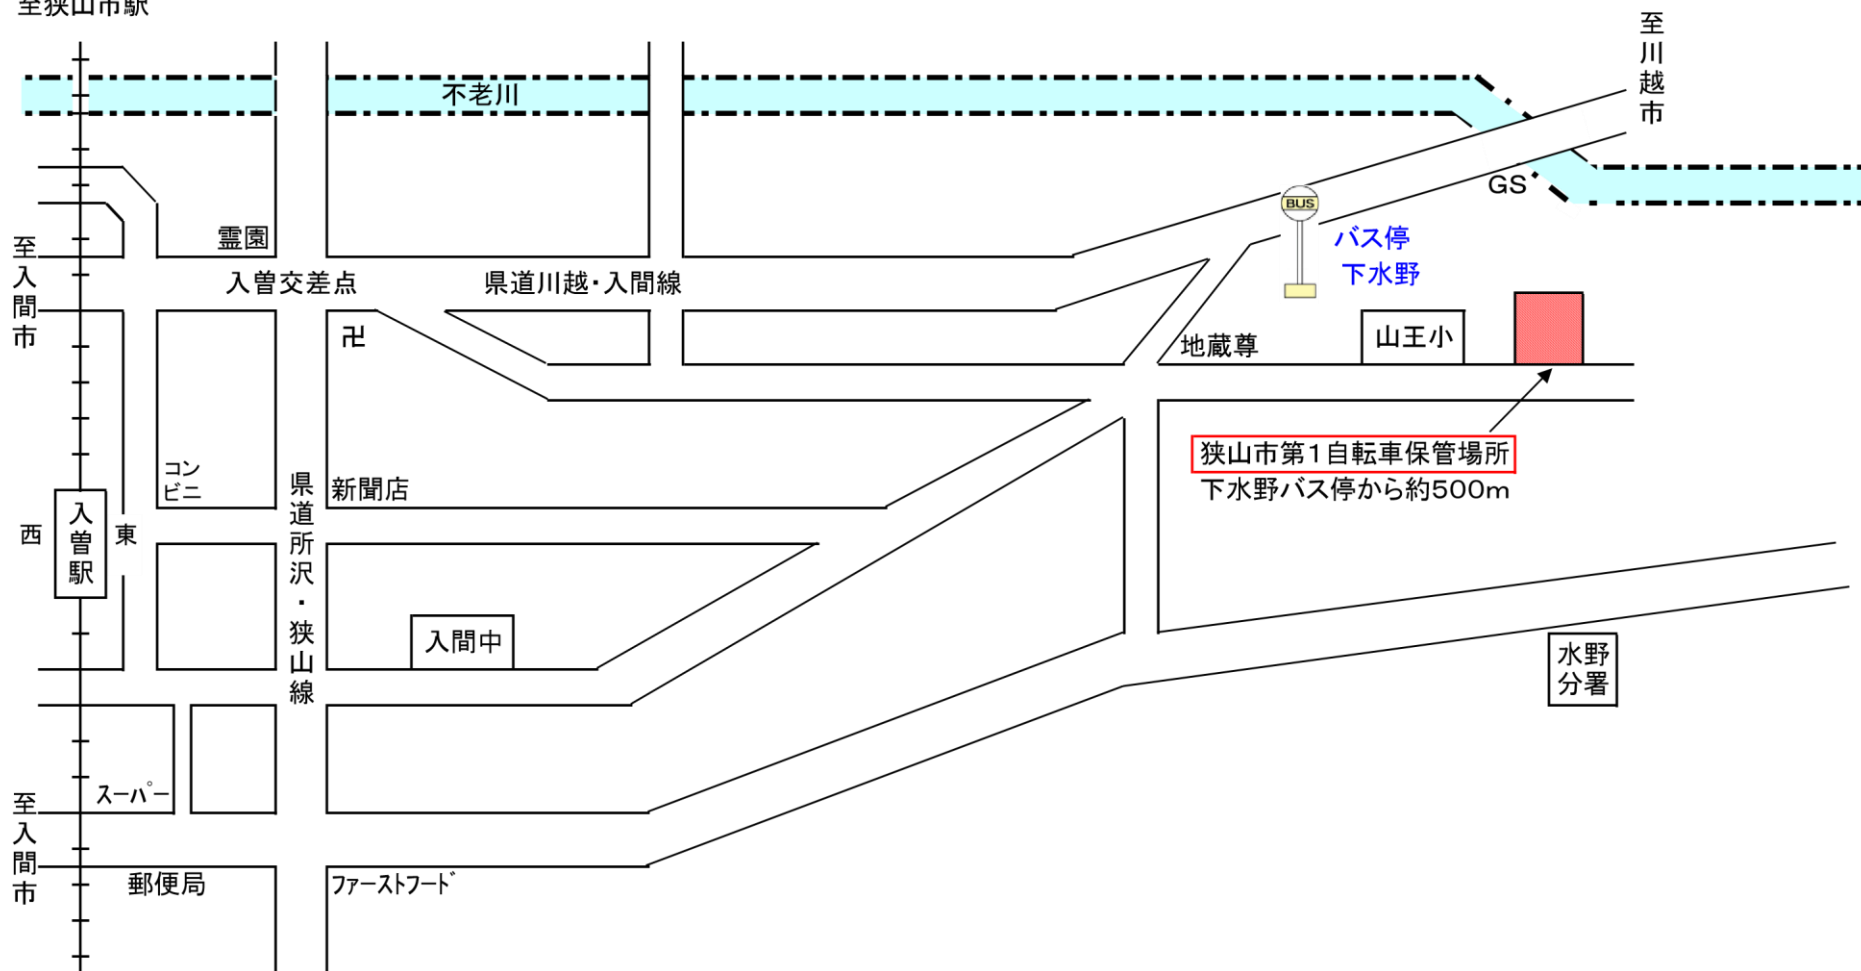 至狭山市駅
至川越市
不老川
GS
BUS
バス停
下水野
霊園
至入間市
入曽交差点
県道川越・入間線
卍
地蔵尊
山王小
狭山市第1自転車保管場所
下水野バス停から約500m
コン
ビニ
新聞店
県道所沢・狭山線
西
入曽駅
東
入間中
水野
分署
スーパー
至入間市
郵便局
ファーストフード